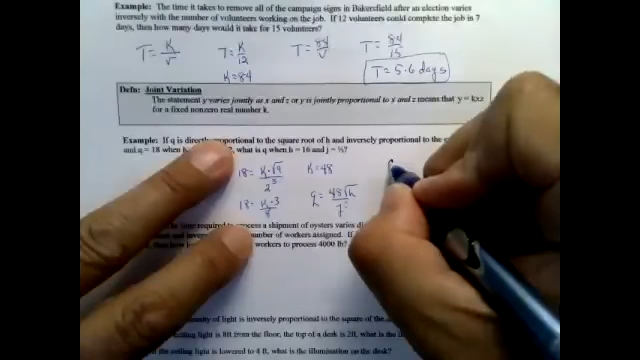 Example: The time it takes to remove all of the campaign signs in Bakersfield after an election varies
inversely with the number of volunteers working on the job. If 12 volunteers could complete the job in 7
days, then how many days would it take for 15 volunteers?
T = K/v 7 = K/12 T = 84/v T = 84/15
K = 84 T = 5.6 days
Defn: Joint Variation
The statement y varies jointly as x and z or y is jointly proportional to x and z means that y = kxz
for a fixed nonzero real number k.
Example: If q is directly proportional to the square root of h and inversely proportional to the
and q = 18 when h what is q when h = 16 and j = ½?
18 = K·√9/2³ K = 48
18 = K·3/8 q = 48√h/j³
time required to process a shipment of oysters varies
and inver number of workers assigned. If
how workers to process 4000 lb?
nsity of light is inversely proportional to the square of the
ceiling light is 8ft from the floor, the top of a desk is 2ft, what is the
ceiling light is lowered to 4 ft, what is the illumination on the desk?